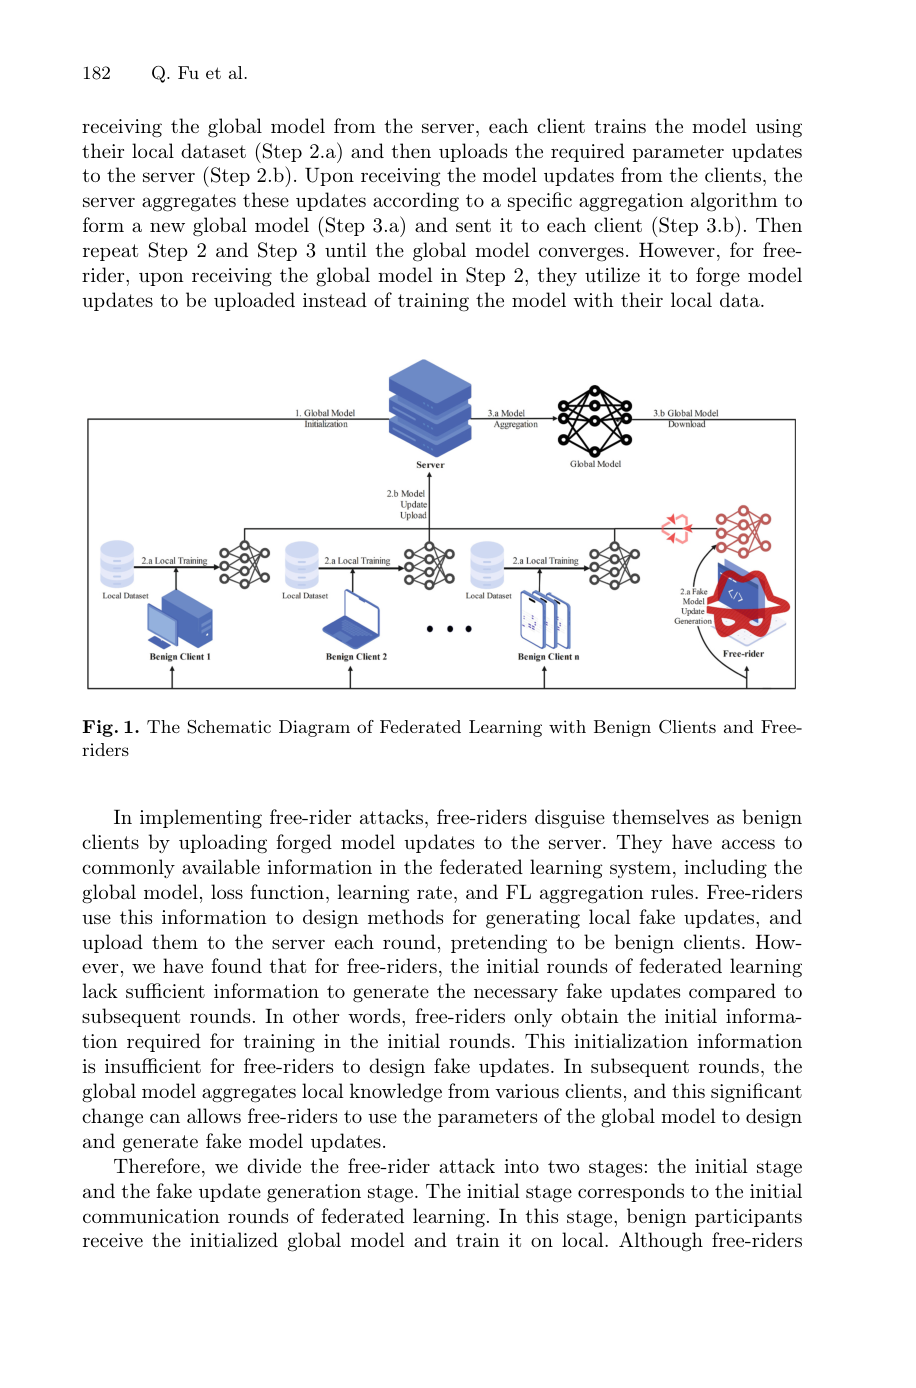 182 Q. Fu et al.
receiving the global model from the server, each client trains the model using
their local dataset (Step 2.a) and then uploads the required parameter updates
to the server (Step 2.b). Upon receiving the model updates from the clients, the
server aggregates these updates according to a specific aggregation algorithm to
form a new global model (Step 3.a) and sent it to each client (Step 3.b). Then
repeat Step 2 and Step 3 until the global model converges. However, for free-
rider, upon receiving the global model in Step 2, they utilize it to forge model
updates to be uploaded instead of training the model with their local data.
1. Global Model
Initialization
3.a Model
Aggregation
3.b Global Model
Download
Server
Global Model
2.b Model
Update
Upload
2.a Local Training
2.a Local Training
2.a Local Training
Local Dataset
Local Dataset
Local Dataset
2.a Fake
Model
Update
Generation
Benign Client 1
Benign Client 2
Benign Client n
Free-rider
Fig. 1. The Schematic Diagram of Federated Learning with Benign Clients and Free-
riders
In implementing free-rider attacks, free-riders disguise themselves as benign
clients by uploading forged model updates to the server. They have access to
commonly available information in the federated learning system, including the
global model, loss function, learning rate, and FL aggregation rules. Free-riders
use this information to design methods for generating local fake updates, and
upload them to the server each round, pretending to be benign clients. How-
ever, we have found that for free-riders, the initial rounds of federated learning
lack sufficient information to generate the necessary fake updates compared to
subsequent rounds. In other words, free-riders only obtain the initial informa-
tion required for training in the initial rounds. This initialization information
is insufficient for free-riders to design fake updates. In subsequent rounds, the
global model aggregates local knowledge from various clients, and this significant
change can allows free-riders to use the parameters of the global model to design
and generate fake model updates.
Therefore, we divide the free-rider attack into two stages: the initial stage
and the fake update generation stage. The initial stage corresponds to the initial
communication rounds of federated learning. In this stage, benign participants
receive the initialized global model and train it on local. Although free-riders